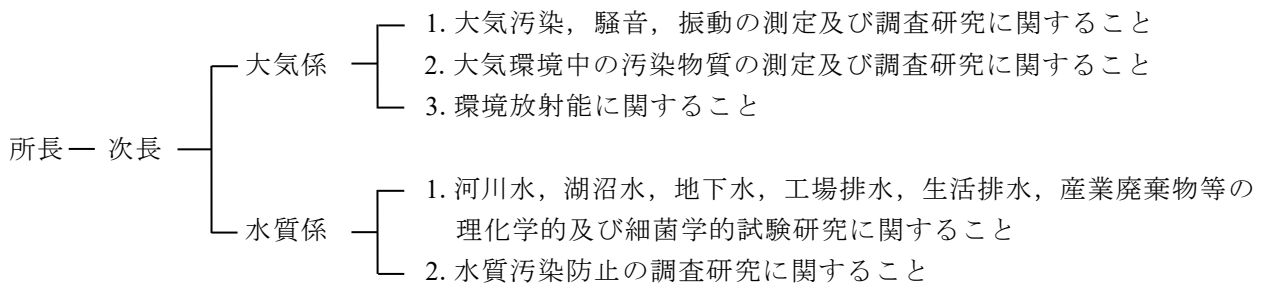 1. 大気汚染，騒音，振動の測定及び調査研究に関すること
大気係
2. 大気環境中の汚染物質の測定及び調査研究に関すること
3. 環境放射能に関すること
所長 次長
1. 河川水，湖沼水，地下水，工場排水，生活排水，産業廃棄物等の
理化学的及び細菌学的試験研究に関すること
水質係
2. 水質汚染防止の調査研究に関すること